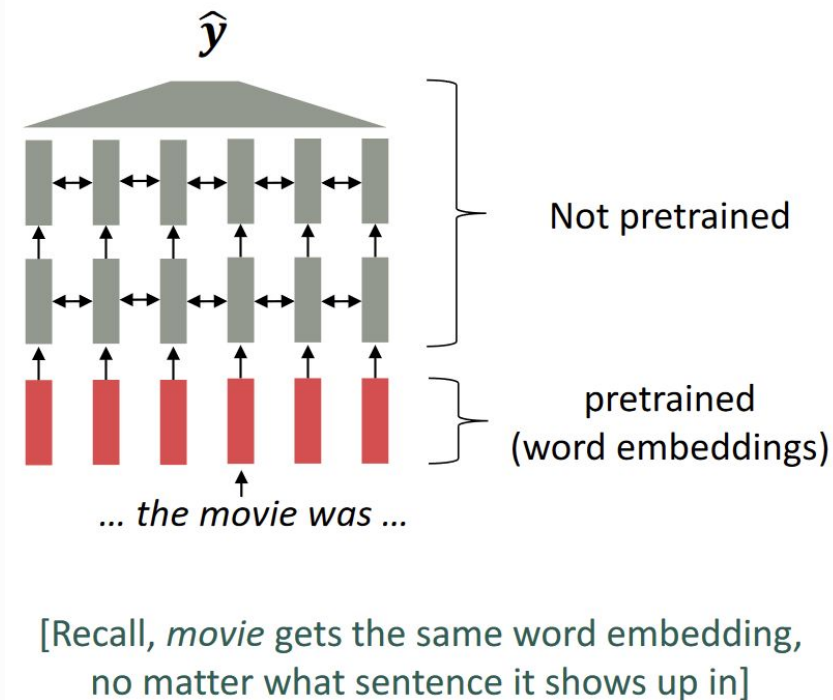 ŷ
Not pretrained
pretrained
(word embeddings)
... the movie was ...
[Recall, movie gets the same word embedding,
no matter what sentence it shows up in]